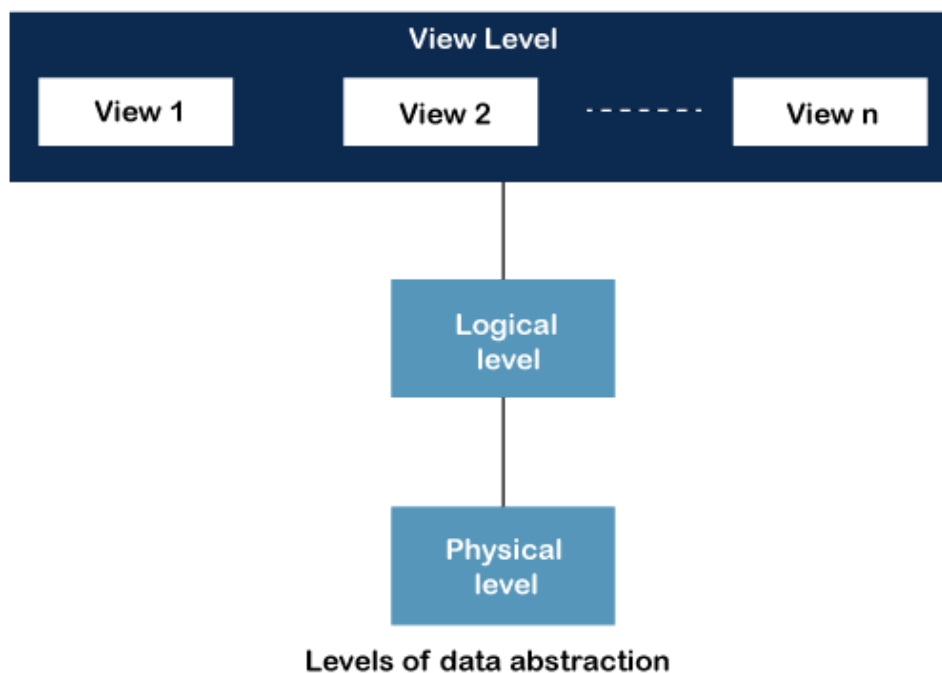 View Level
View 1
View 2
View n
Logical
level
Physical
level
Levels of data abstraction